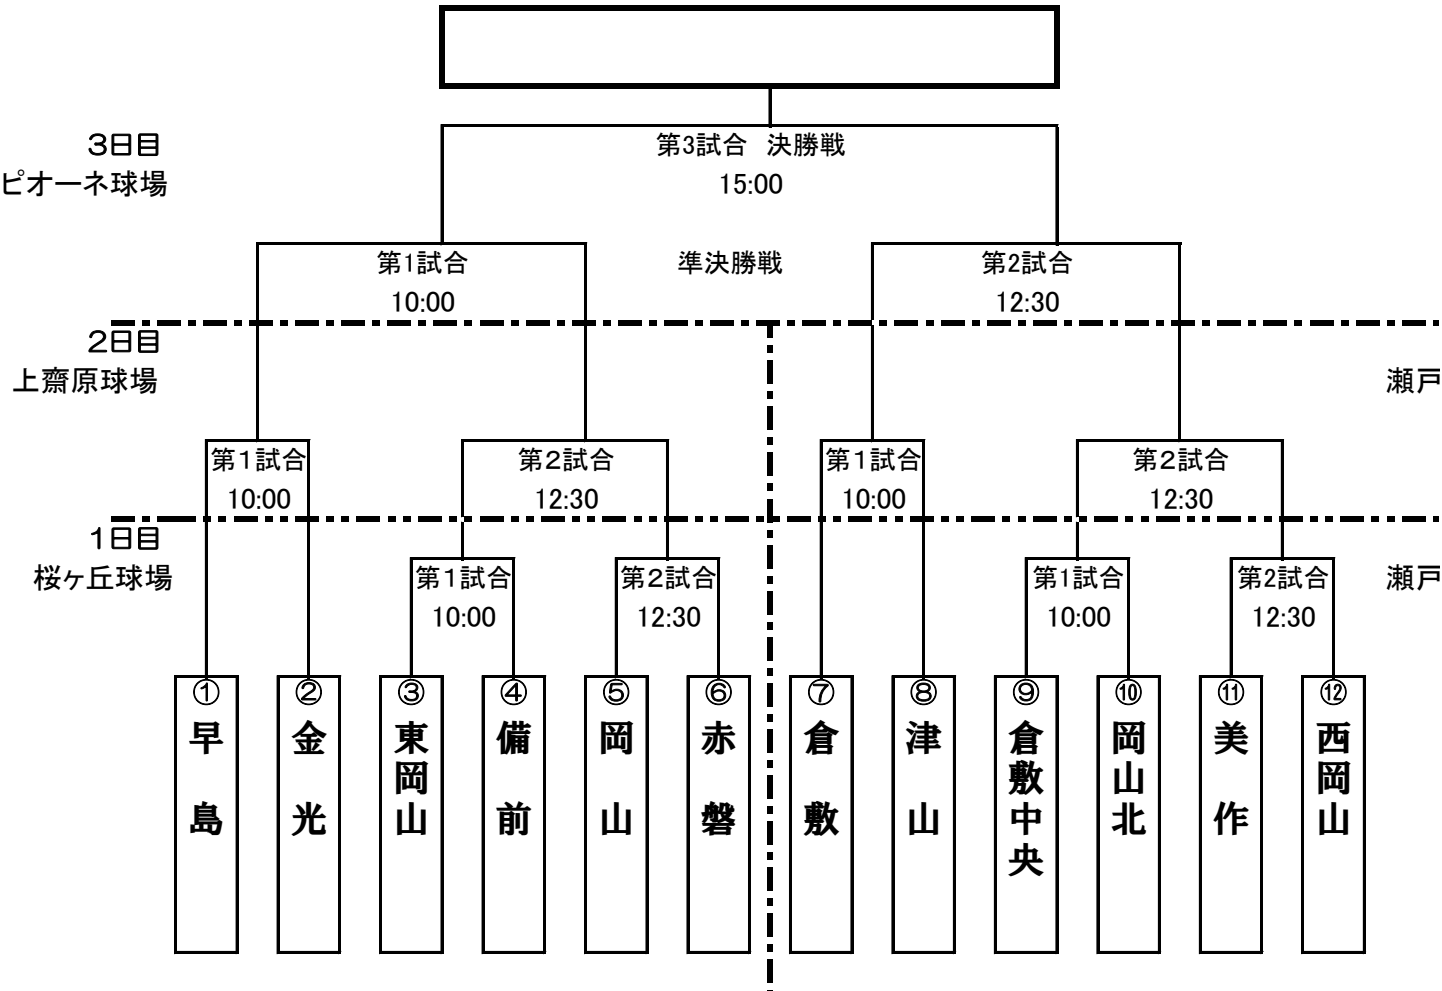 3日目
第3試合 決勝戦
ピオーネ球場
15:00
第1試合
準決勝戦
第2試合
10:00
12:30
2日目
上齋原球場
瀬戸
第1試合
第2試合
第1試合
第2試合
10:00
12:30
10:00
12:30
1日目
桜ヶ丘球場
第1試合
第2試合
第1試合
第2試合
瀬戸
10:00
12:30
10:00
12:30
①早島
②金光
③東岡山
④備前
⑤岡山
⑥赤磐
⑦倉敷
⑧津山
⑨倉敷中央
⑩岡山北
⑪美作
⑫西岡山